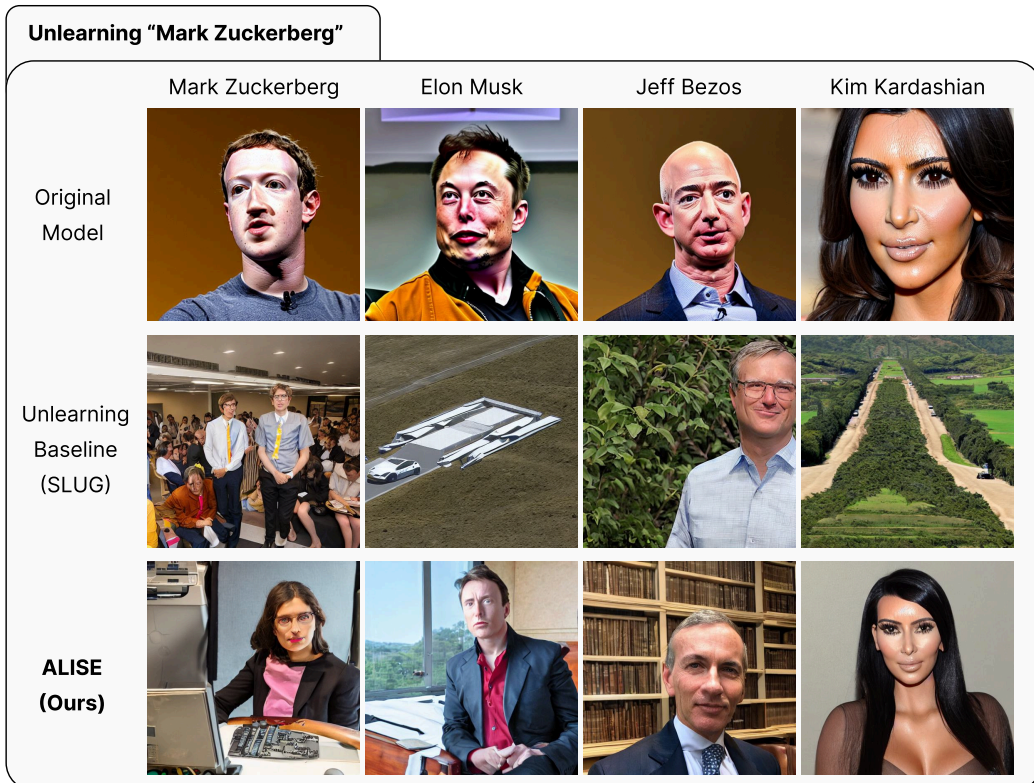 Unlearning “Mark Zuckerberg”
Mark Zuckerberg
Elon Musk
Jeff Bezos
Kim Kardashian
Original
Model
Unlearning
Baseline
(SLUG)
ALISE
(Ours)